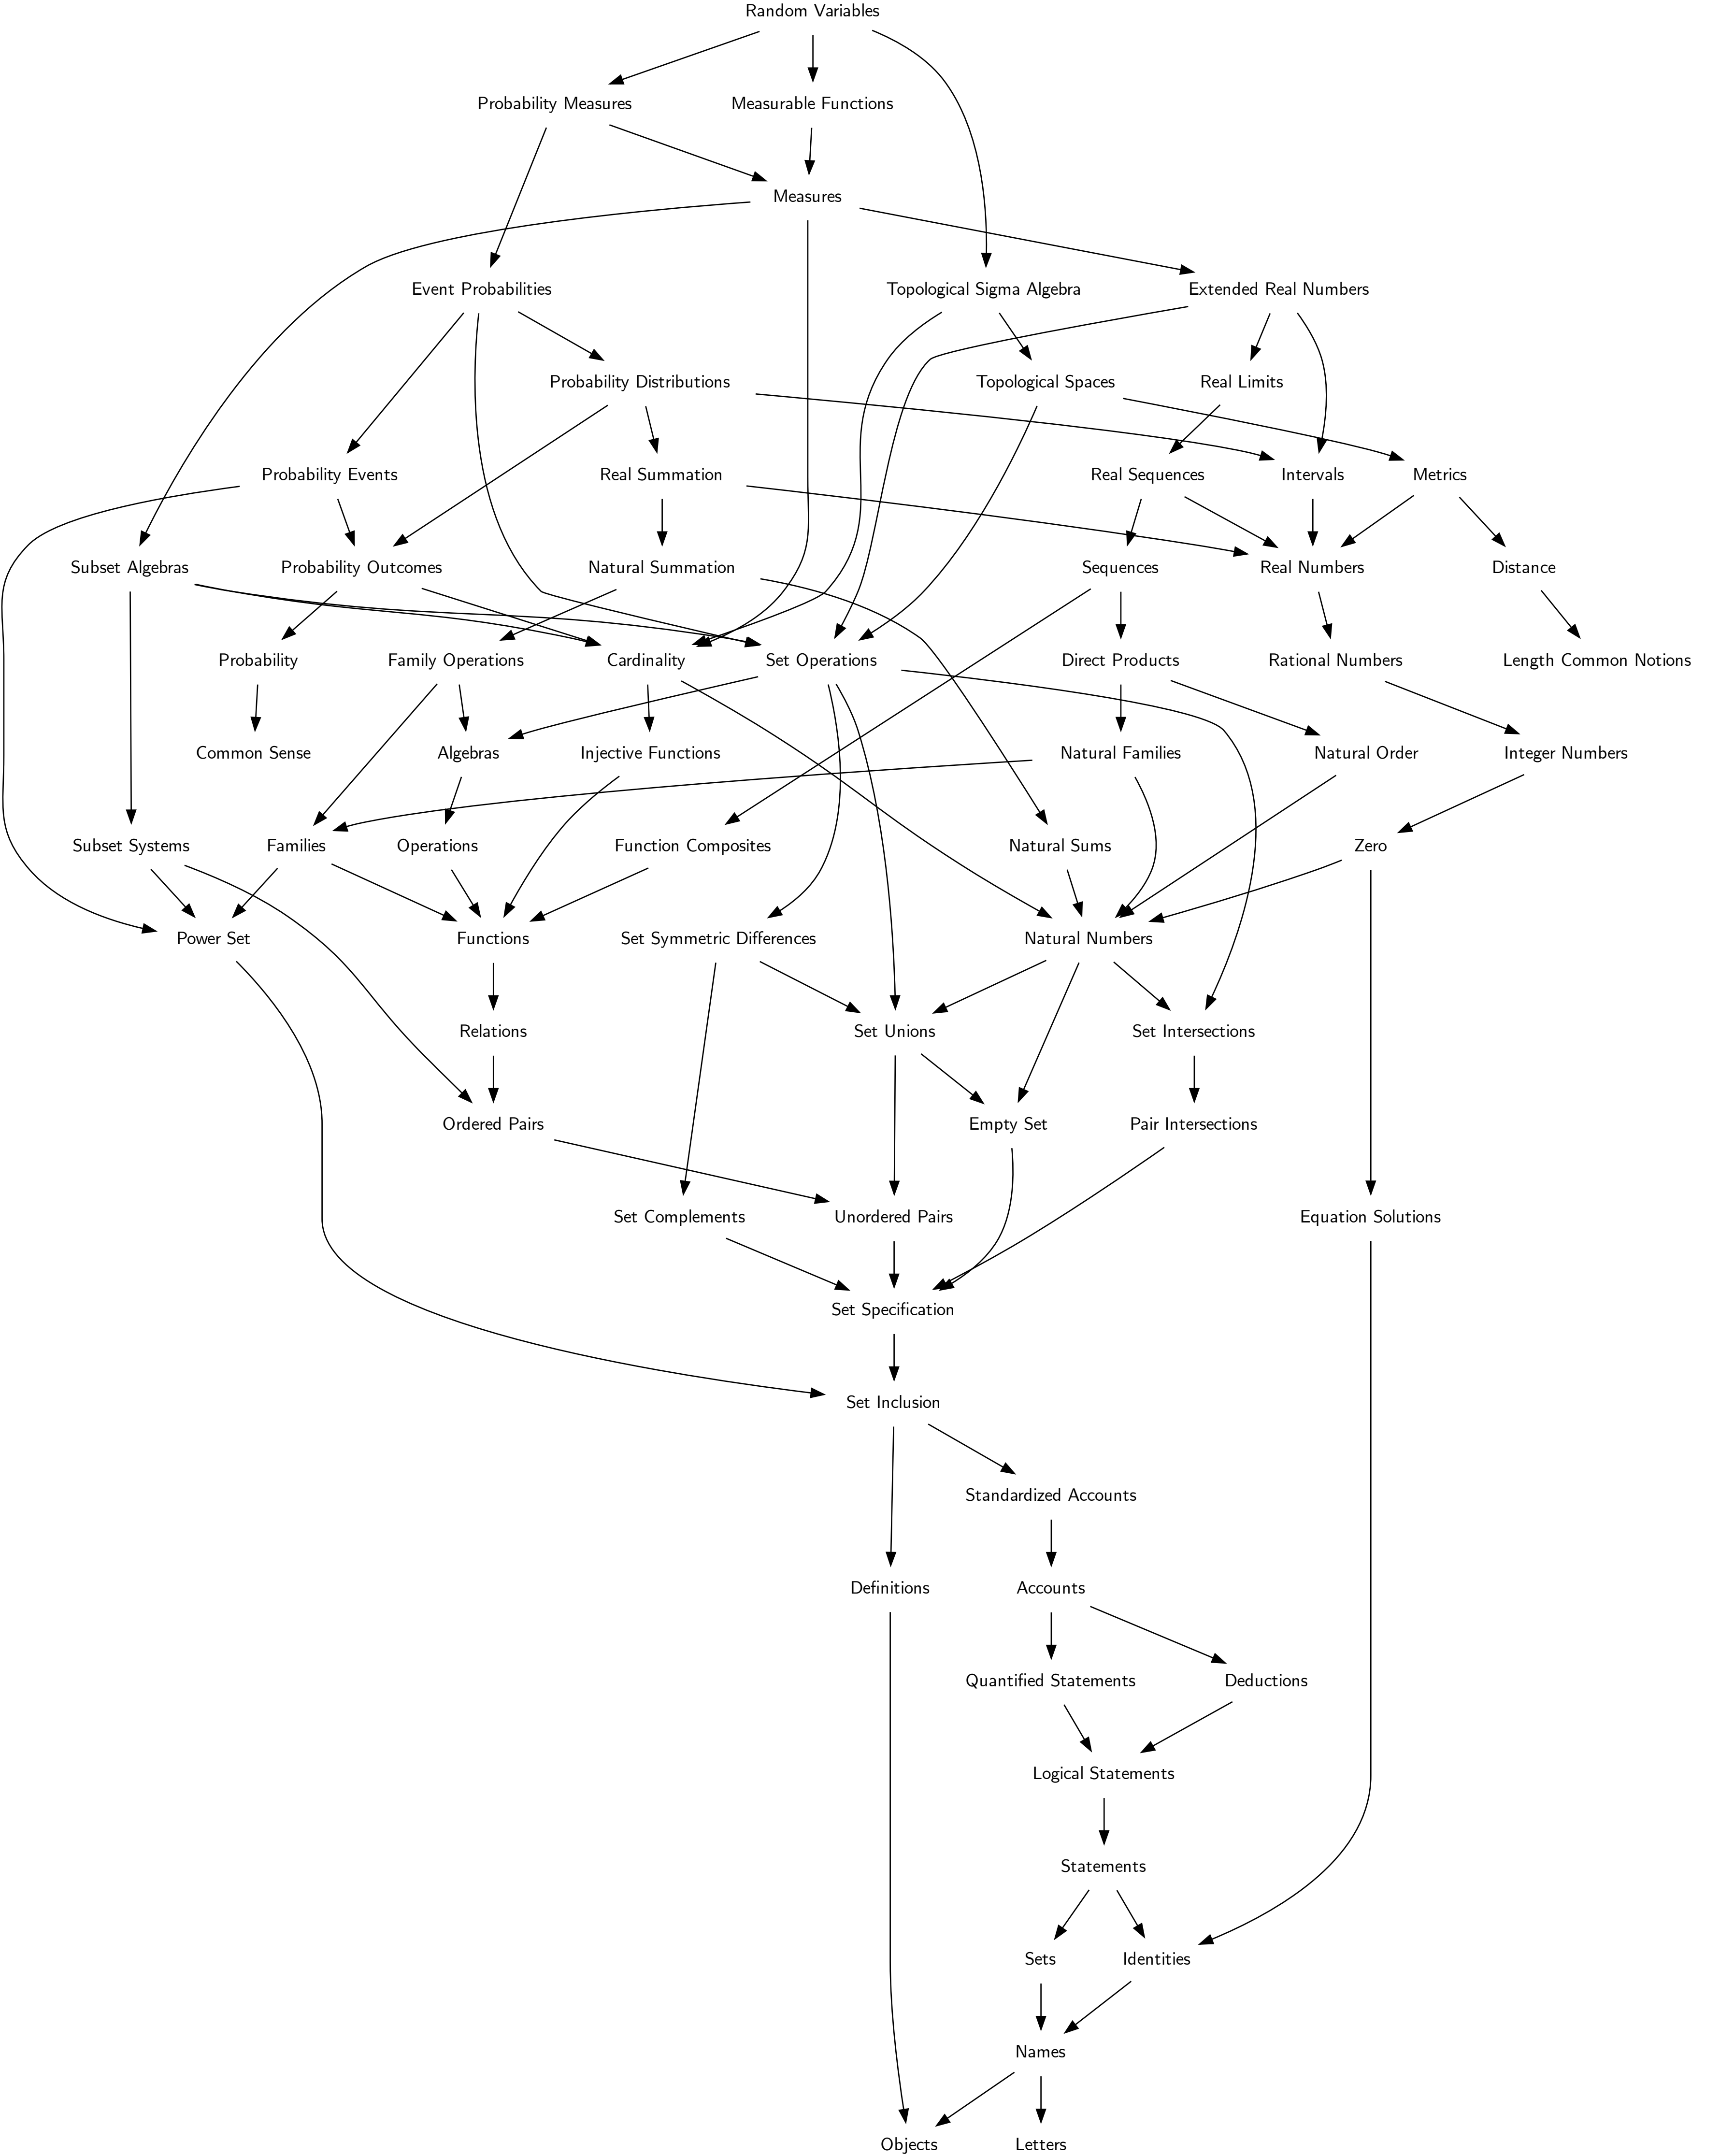 Random Variables
Probability Measures
Measurable Functions
Measures
Event Probabilities
Topological Sigma Algebra
Extended Real Numbers
Probability Distributions
Topological Spaces
Real Limits
Probability Events
Real Summation
Real Sequences
Intervals
Metrics
Subset Algebras
Probability Outcomes
Natural Summation
Sequences
Real Numbers
Distance
Probability
Family Operations
Cardinality
Set Operations
Direct Products
Rational Numbers
Length Common Notions
Common Sense
Algebras
Injective Functions
Natural Families
Natural Order
Integer Numbers
Subset Systems
Families
Operations
Function Composites
Natural Sums
Zero
Power Set
Functions
Set Symmetric Differences
Natural Numbers
Relations
Set Unions
Set Intersections
Ordered Pairs
Empty Set
Pair Intersections
Set Complements
Unordered Pairs
Equation Solutions
Set Specification
Set Inclusion
Standardized Accounts
Definitions
Accounts
Quantified Statements
Deductions
Logical Statements
Statements
Sets
Identities
Names
Objects
Letters